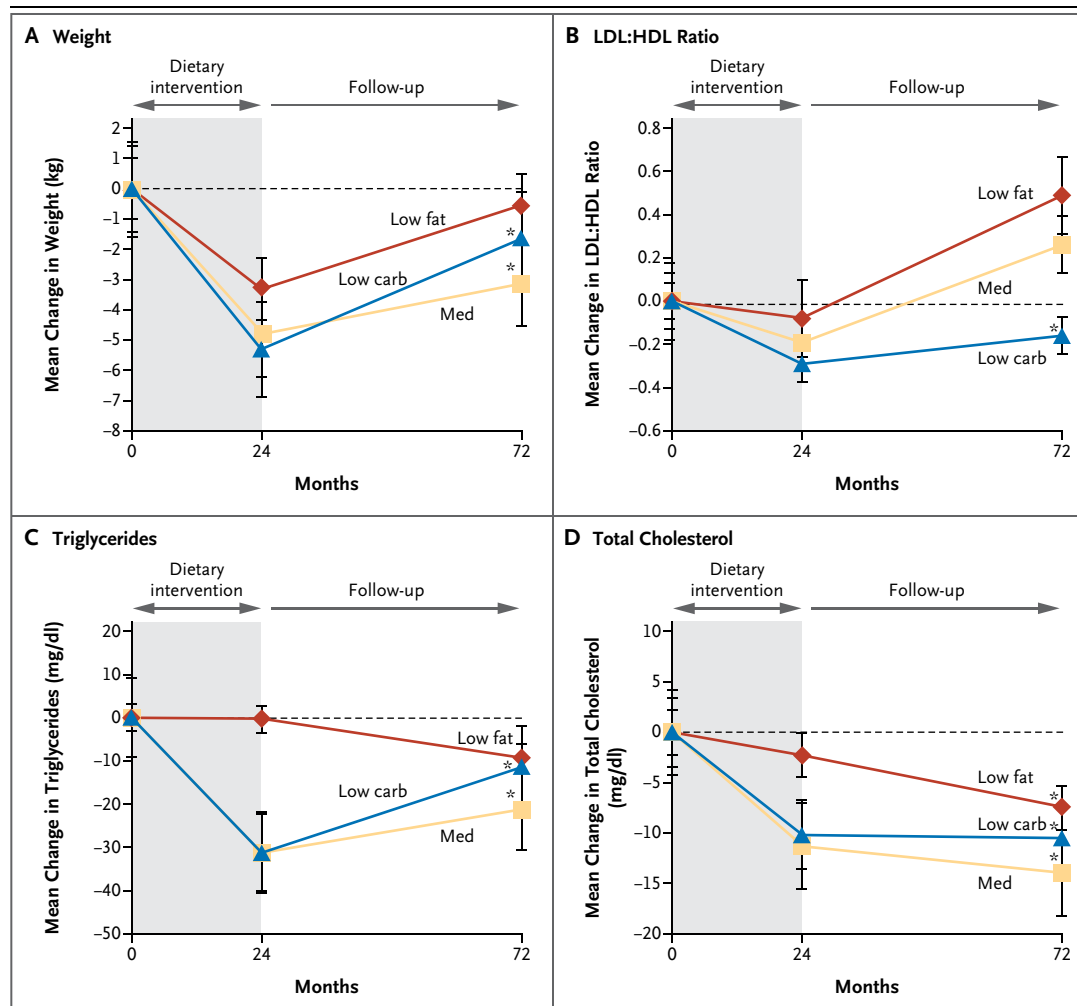 A Weight
Dietary
intervention
Follow-up
Mean Change in Weight (kg)
2
1
0
–1
–2
–3
–4
–5
–6
–7
–8
Low fat
*
*
Low carb
Med
0
24
72
Months
B LDL:HDL Ratio
Dietary
intervention
Follow-up
Mean Change in LDL:HDL Ratio
0.8
0.6
0.4
0.2
0.0
–0.2
–0.4
–0.6
Low fat
Med
*
Low carb
0
24
72
Months
C Triglycerides
Dietary
intervention
Follow-up
Mean Change in Triglycerides (mg/dl)
20
10
0
–10
–20
–30
–40
–50
Low fat
*
Low carb
*
Med
0
24
72
Months
D Total Cholesterol
Dietary
intervention
Follow-up
Mean Change in Total Cholesterol
(mg/dl)
10
5
0
–5
–10
–15
–20
Low fat
*
Low carb *
*
Med
0
24
72
Months